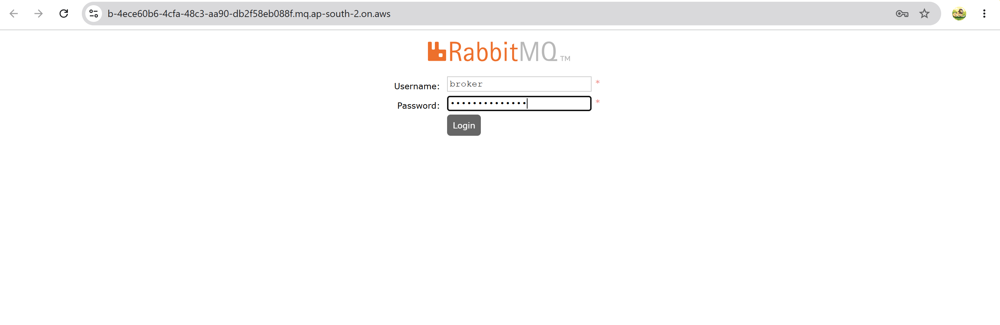 b-4ece60b6-4cfa-48c3-aa90-db2f58eb088f.mq.ap-south-2.on.aws
RabbitMQ TM
Username: broker *
Password: •••••••••••••• *
Login